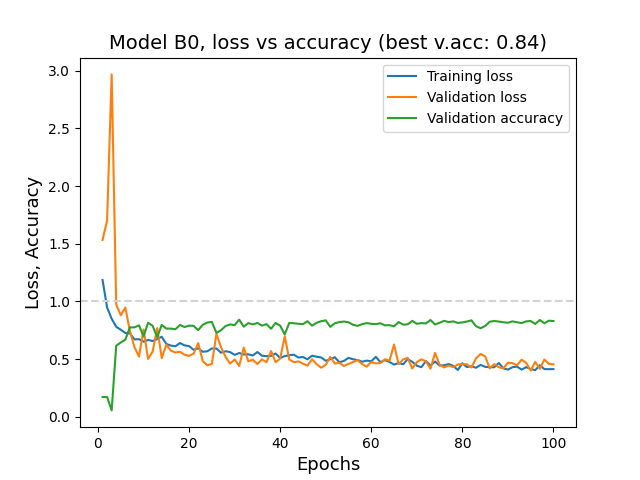 Model B0, loss vs accuracy (best v.acc: 0.84)
Training loss
Validation loss
Validation accuracy
Loss, Accuracy
3.0
2.5
2.0
1.5
1.0
0.5
0.0
0 20 40 60 80 100
Epochs